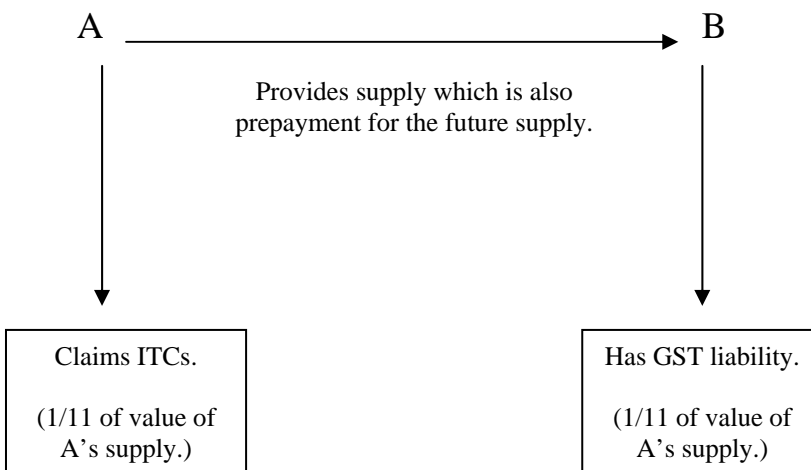 A
B
Provides supply which is also
prepayment for the future supply.
Claims ITCs.
(1/11 of value of
A’s supply.)
Has GST liability.
(1/11 of value of
A’s supply.)